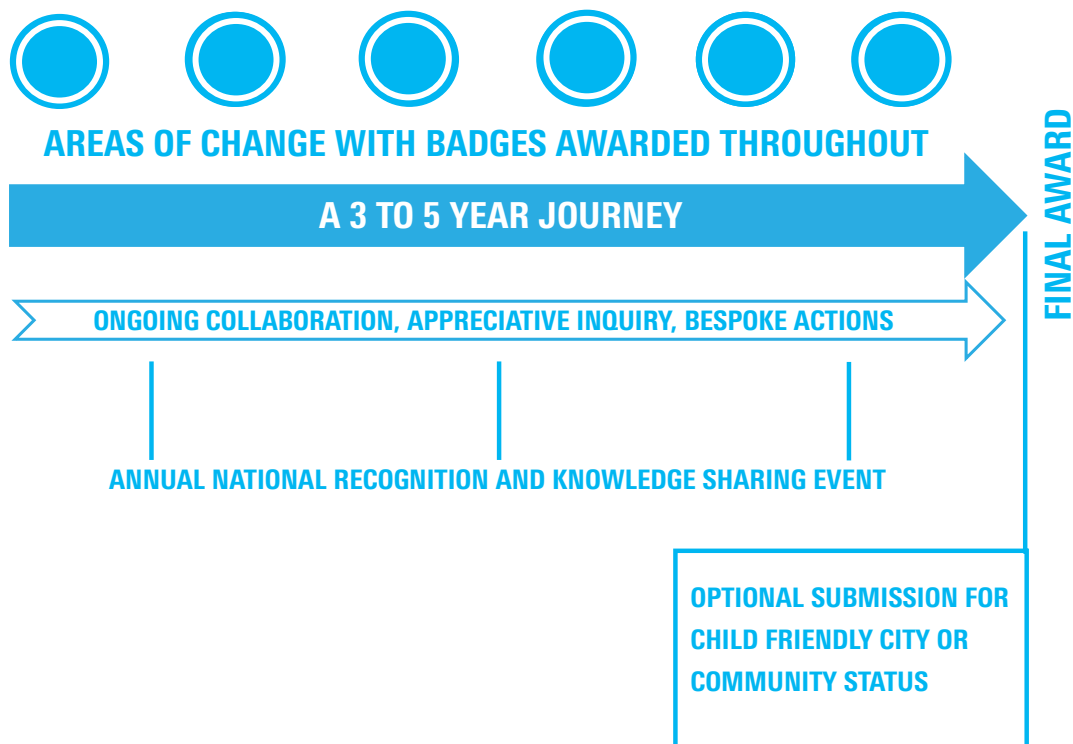 AREAS OF CHANGE WITH BADGES AWARDED THROUGHOUT
A 3 TO 5 YEAR JOURNEY
FINAL AWARD
ONGOING COLLABORATION, APPRECIATIVE INQUIRY, BESPOKE ACTIONS
ANNUAL NATIONAL RECOGNITION AND KNOWLEDGE SHARING EVENT
OPTIONAL SUBMISSION FOR
CHILD FRIENDLY CITY OR
COMMUNITY STATUS